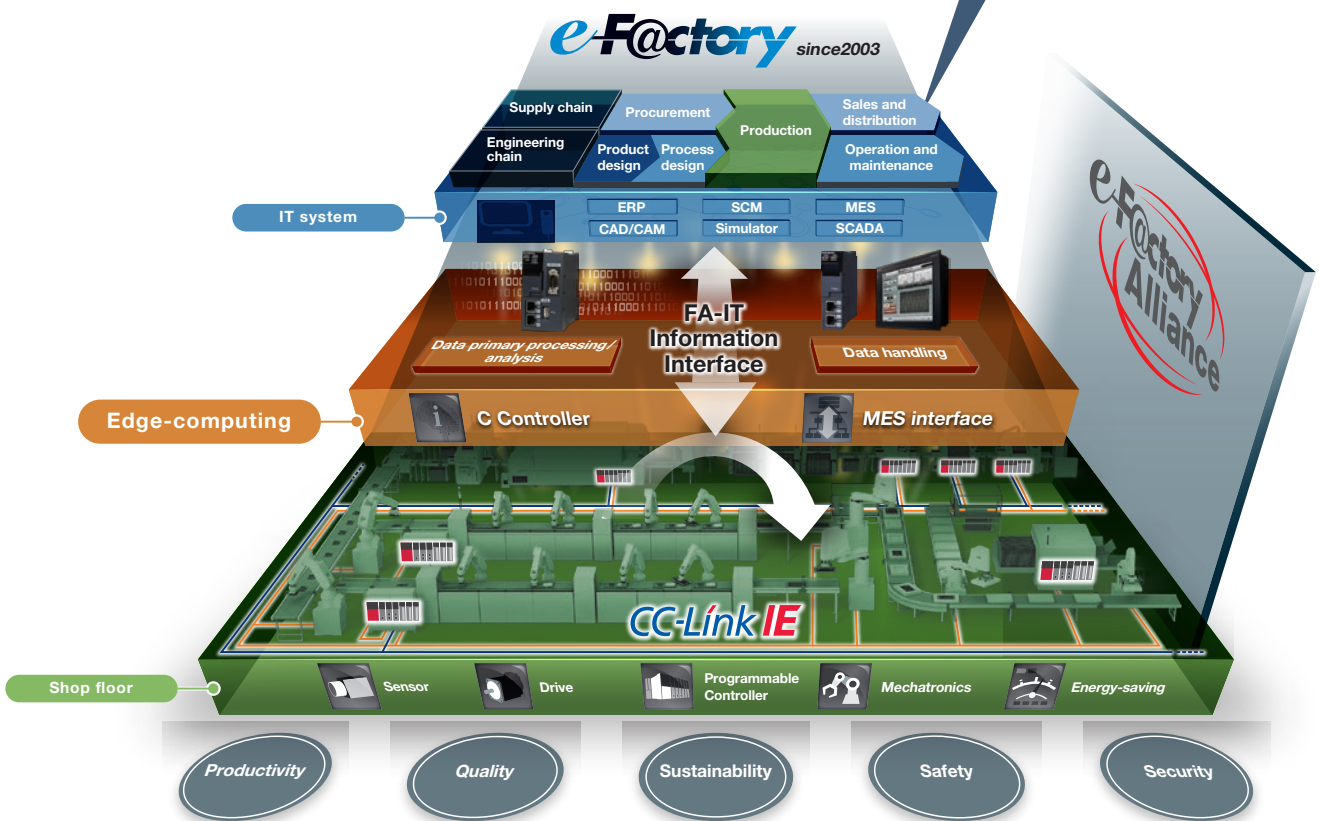 e-F@ctory since2003
Supply chain
Procurement
Production
Sales and
distribution
Engineering
chain
Product
design
Process
design
Operation and
maintenance
IT system
ERP
SCM
MES
CAD/CAM
Simulator
SCADA
FA-IT
Information
Interface
Data primary processing/
analysis
Data handling
e-F@ctory
Alliance
Edge-computing
C Controller
MES interface
CC-Link IE
Shop floor
Sensor
Drive
Programmable
Controller
Mechatronics
Energy-saving
Productivity
Quality
Sustainability
Safety
Security